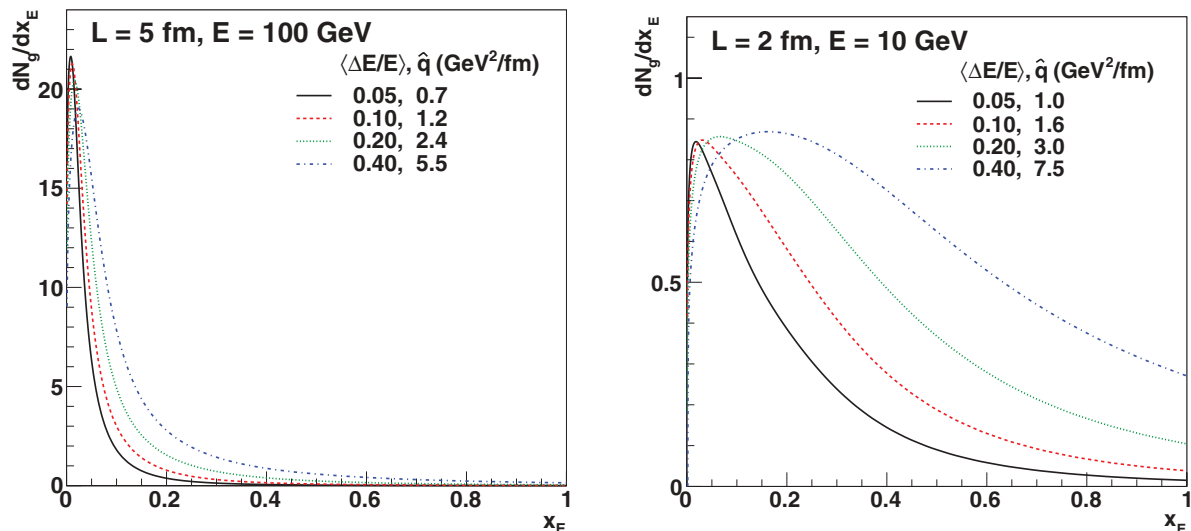 L = 5 fm, E = 100 GeV
⟨ΔE/E⟩, q̂ (GeV²/fm)
0.05, 0.7
0.10, 1.2
0.20, 2.4
0.40, 5.5
dN_g/dx_E
20
15
10
5
0
0 0.2 0.4 0.6 0.8 1
x_E
L = 2 fm, E = 10 GeV
⟨ΔE/E⟩, q̂ (GeV²/fm)
0.05, 1.0
0.10, 1.6
0.20, 3.0
0.40, 7.5
dN_g/dx_E
1
0.5
0
0 0.2 0.4 0.6 0.8 1
x_E